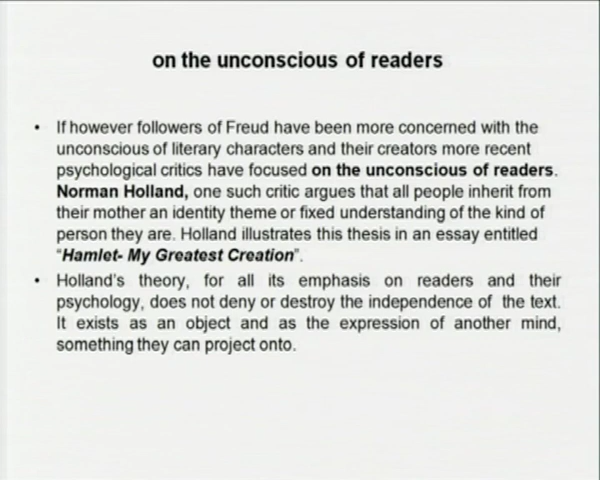 on the unconscious of readers
• If however followers of Freud have been more concerned with the
unconscious of literary characters and their creators more recent
psychological critics have focused on the unconscious of readers.
Norman Holland, one such critic argues that all people inherit from
their mother an identity theme or fixed understanding of the kind of
person they are. Holland illustrates this thesis in an essay entitled
"Hamlet- My Greatest Creation".
• Holland's theory, for all its emphasis on readers and their
psychology, does not deny or destroy the independence of the text.
It exists as an object and as the expression of another mind,
something they can project onto.